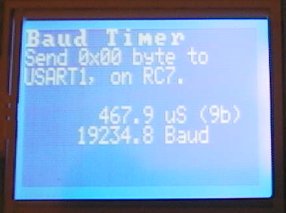 Baud Timer
Send 0x00 byte to
USART1, on RC7.
467.9 uS (9b)
19234.8 Baud